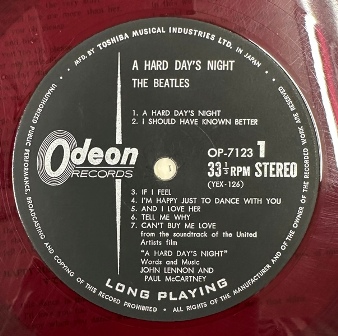 MFG. BY TOSHIBA MUSICAL INDUSTRIES LTD. IN JAPAN
A HARD DAY'S NIGHT
THE BEATLES
1. A HARD DAY'S NIGHT
2. I SHOULD HAVE KNOWN BETTER
Odeon
RECORDS
OP-7123 1
33 1/3 RPM STEREO
(YEX-126)
3. IF I FELL
4. I'M HAPPY JUST TO DANCE WITH YOU
5. AND I LOVE HER
6. TELL ME WHY
7. CAN'T BUY ME LOVE
from the soundtrack of the United
Artists film
"A HARD DAY'S NIGHT"
Words and Music
JOHN LENNON AND
PAUL McCARTNEY
LONG PLAYING
ALL RIGHTS OF THE MANUFACTURER AND OF THE OWNER OF THE RECORDED WORK ARE RESERVED
UNAUTHORIZED PUBLIC PERFORMANCE, BROADCASTING AND COPYING OF THIS RECORD PROHIBITED